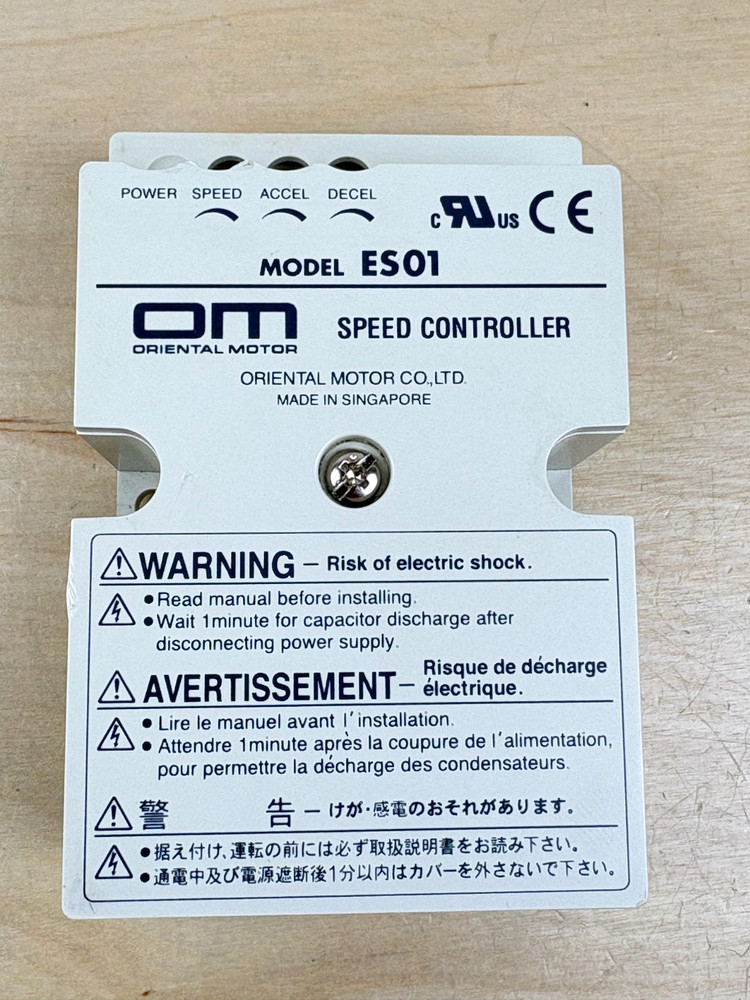 POWER SPEED ACCEL DECEL
c RU US CE
MODEL ES01
OM
ORIENTAL MOTOR
SPEED CONTROLLER
ORIENTAL MOTOR CO.,LTD.
MADE IN SINGAPORE
WARNING – Risk of electric shock.
• Read manual before installing.
• Wait 1minute for capacitor discharge after
disconnecting power supply.
AVERTISSEMENT – Risque de décharge
électrique.
• Lire le manuel avant l'installation.
• Attendre 1minute après la coupure de l'alimentation,
pour permettre la décharge des condensateurs.
警 告 – けが・感電のおそれがあります。
• 据え付け、運転の前には必ず取扱説明書をお読み下さい。
• 通電中及び電源遮断後1分以内はカバーを外さないで下さい。